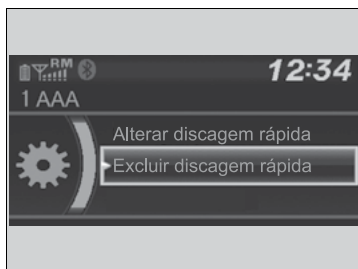 RM 12:34
1 AAA
Alterar discagem rápida
Excluir discagem rápida